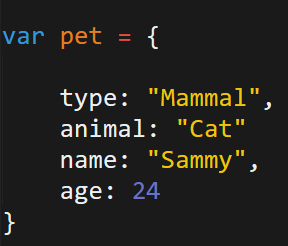 var pet = {
type: "Mammal",
animal: "Cat"
name: "Sammy",
age: 24
}